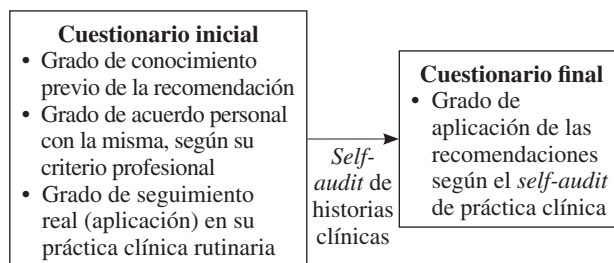 Cuestionario inicial
• Grado de conocimiento
previo de la recomendación
• Grado de acuerdo personal
con la misma, según su
criterio profesional
• Grado de seguimiento
real (aplicación) en su
práctica clínica rutinaria
Self-
audit de
historias
clínicas
Cuestionario final
• Grado de
aplicación de las
recomendaciones
según el self-audit
de práctica clínica